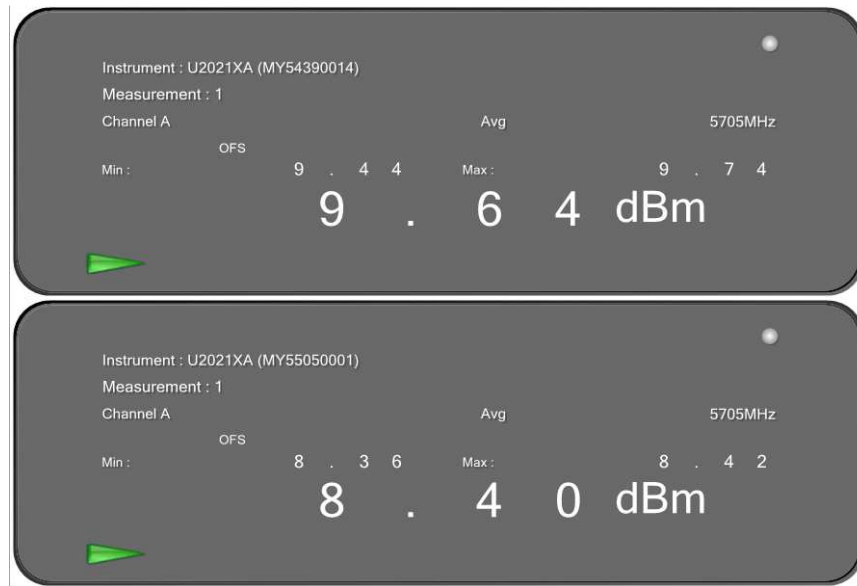 Instrument : U2021XA (MY54390014)
Measurement : 1
Channel A Avg 5705MHz
OFS
Min : 9 . 4 4 Max : 9 . 7 4
9 . 6 4 dBm
Instrument : U2021XA (MY55050001)
Measurement : 1
Channel A Avg 5705MHz
OFS
Min : 8 . 3 6 Max : 8 . 4 2
8 . 4 0 dBm